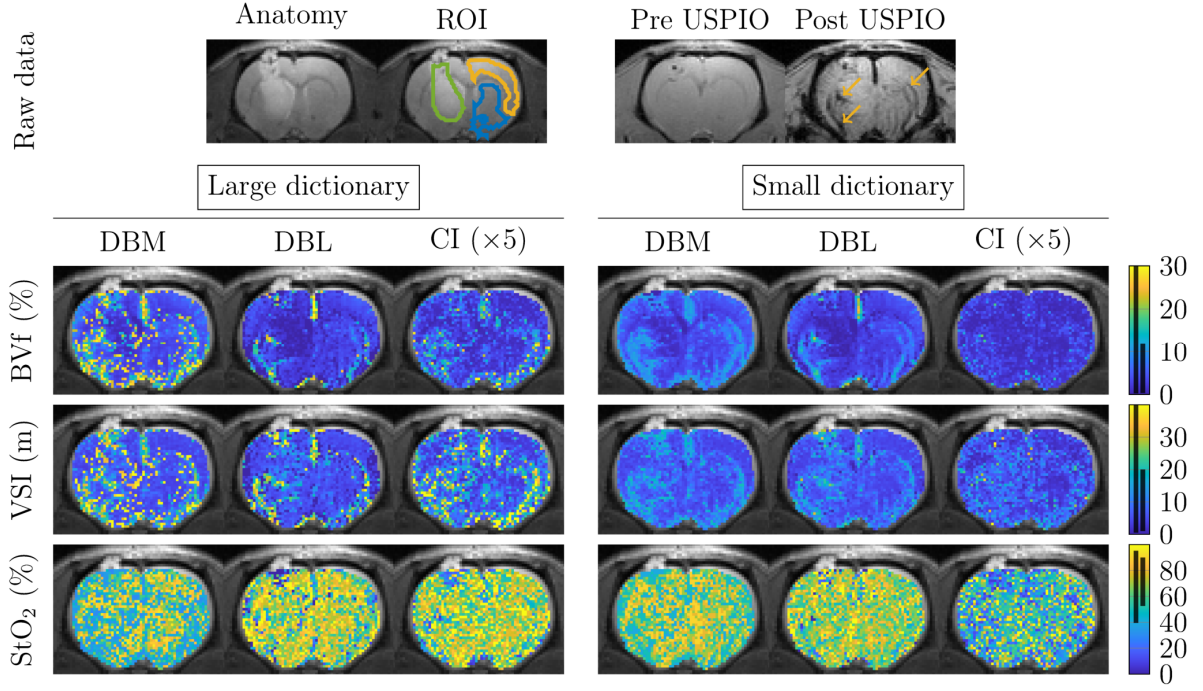 Anatomy ROI Pre USPIO Post USPIO
Raw data
Large dictionary Small dictionary
DBM DBL CI (×5) DBM DBL CI (×5)
BVf (%)
30
20
10
0
VSI (m)
30
20
10
0
StO₂ (%)
80
60
40
20
0